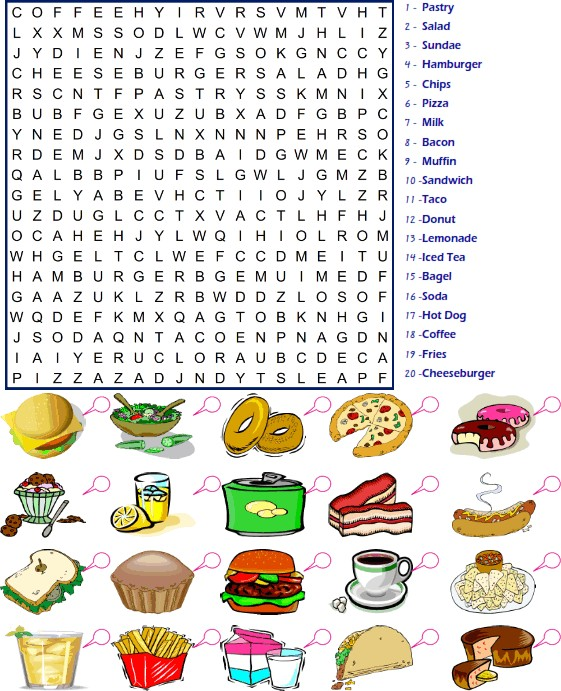 C O F F E E H Y I R V R S V M T V H T
L X X M S S O D L W C V W M J H L I Z
J Y D I E N J Z E F G S O K G N C C Y
C H E E S E B U R G E R S A L A D H G
R S C N T F P A S T R Y S S K M N I X
B U B F G E X U Z U B X A D F G B P C
Y N E D J G S L N X N N N P E H R S O
R D E M J X D S D B A I D G W M E C K
Q A L B B P I U F S L G W L J G M Z B
G E L Y A B E V H C T I I O J Y L Z R
U Z D U G L C C T X V A C T L H F H J
O C A H E H J Y L W Q I H I O L R O M
W H G E L T C L W E F C C D M E I T U
H A M B U R G E R B G E M U I M E D F
G A A Z U K L Z R B W D D Z L O S O F
W Q D E F K M X Q A G T O B K N H G I
J S O D A Q N T A C O E N P N A G D N
I A I Y E R U C L O R A U B C D E C A
P I Z Z A Z A D J N D Y T S L E A P F
1 - Pastry
2 - Salad
3 - Sundae
4 - Hamburger
5 - Chips
6 - Pizza
7 - Milk
8 - Bacon
9 - Muffin
10 -Sandwich
11 -Taco
12 -Donut
13 -Lemonade
14 -Iced Tea
15 -Bagel
16 -Soda
17 -Hot Dog
18 -Coffee
19 -Fries
20 -Cheeseburger